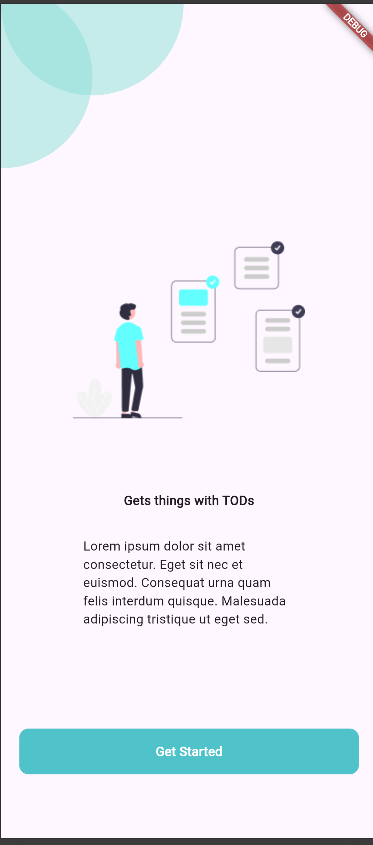 DEBUG
Gets things with TODs
Lorem ipsum dolor sit amet
consectetur. Eget sit nec et
euismod. Consequat urna quam
felis interdum quisque. Malesuada
adipiscing tristique ut eget sed.
Get Started